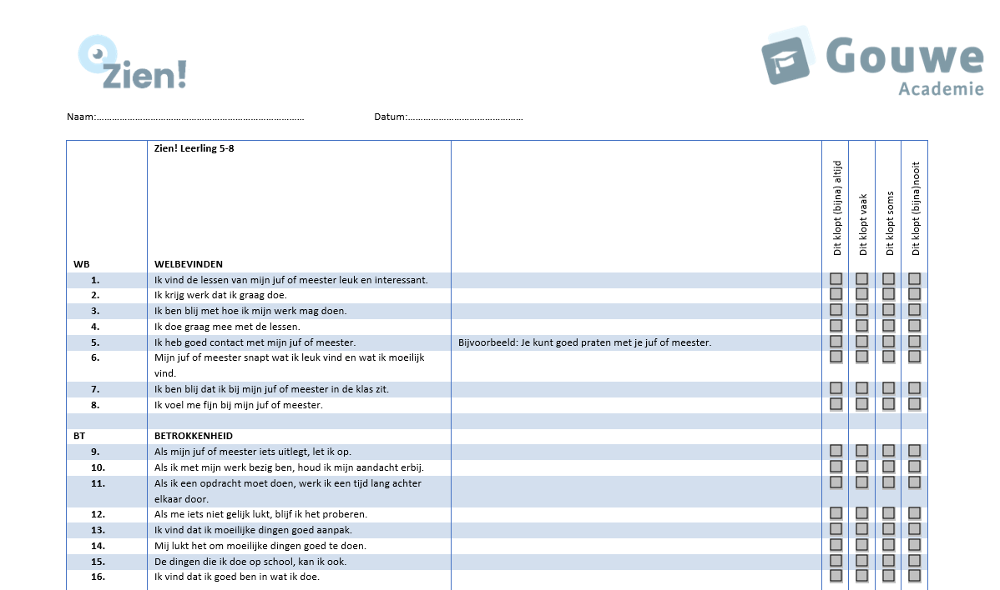 Zien!
Gouwe
Academie
Naam:……………………………………………………………………… Datum:………………………………………
Zien! Leerling 5-8
Dit klopt (bijna) altijd
Dit klopt vaak
Dit klopt soms
Dit klopt (bijna)nooit
WB WELBEVINDEN
1. Ik vind de lessen van mijn juf of meester leuk en interessant.
2. Ik krijg werk dat ik graag doe.
3. Ik ben blij met hoe ik mijn werk mag doen.
4. Ik doe graag mee met de lessen.
5. Ik heb goed contact met mijn juf of meester. Bijvoorbeeld: Je kunt goed praten met je juf of meester.
6. Mijn juf of meester snapt wat ik leuk vind en wat ik moeilijk
vind.
7. Ik ben blij dat ik bij mijn juf of meester in de klas zit.
8. Ik voel me fijn bij mijn juf of meester.
BT BETROKKENHEID
9. Als mijn juf of meester iets uitlegt, let ik op.
10. Als ik met mijn werk bezig ben, houd ik mijn aandacht erbij.
11. Als ik een opdracht moet doen, werk ik een tijd lang achter
elkaar door.
12. Als me iets niet gelijk lukt, blijf ik het proberen.
13. Ik vind dat ik moeilijke dingen goed aanpak.
14. Mij lukt het om moeilijke dingen goed te doen.
15. De dingen die ik doe op school, kan ik ook.
16. Ik vind dat ik goed ben in wat ik doe.